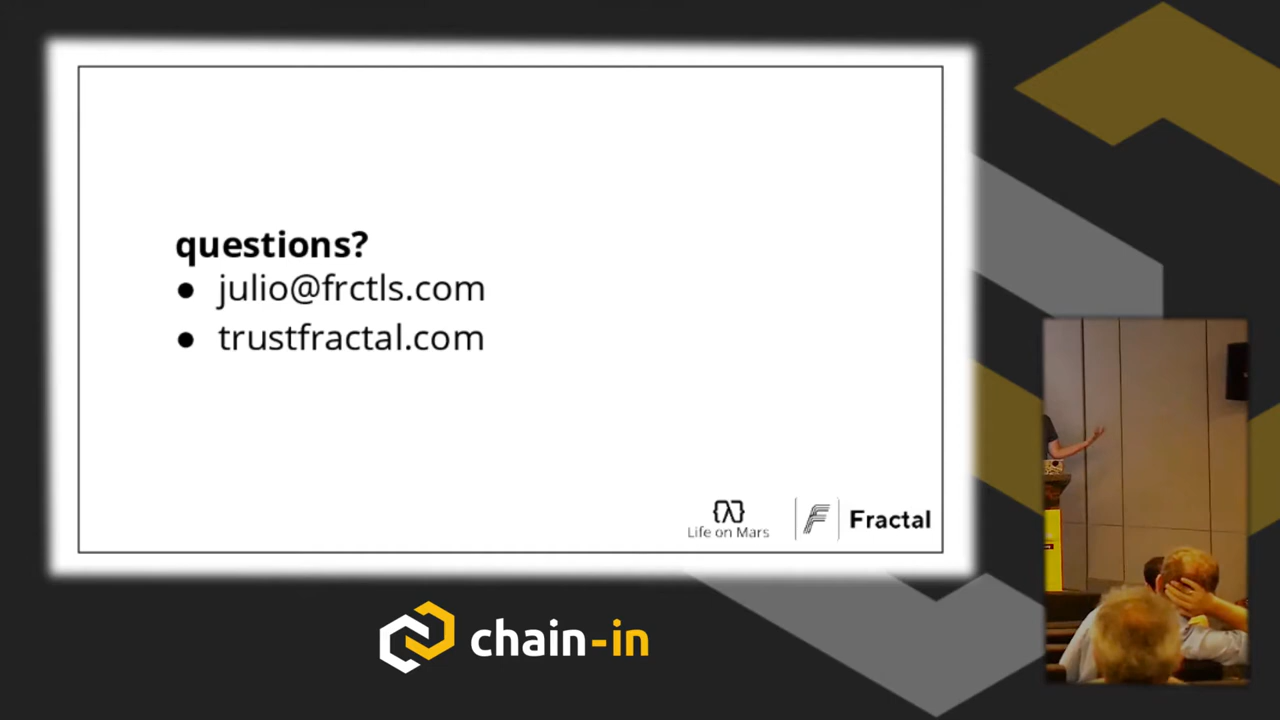 questions?
● julio@frctls.com
● trustfractal.com
{λ}
Life on Mars
F Fractal
chain-in